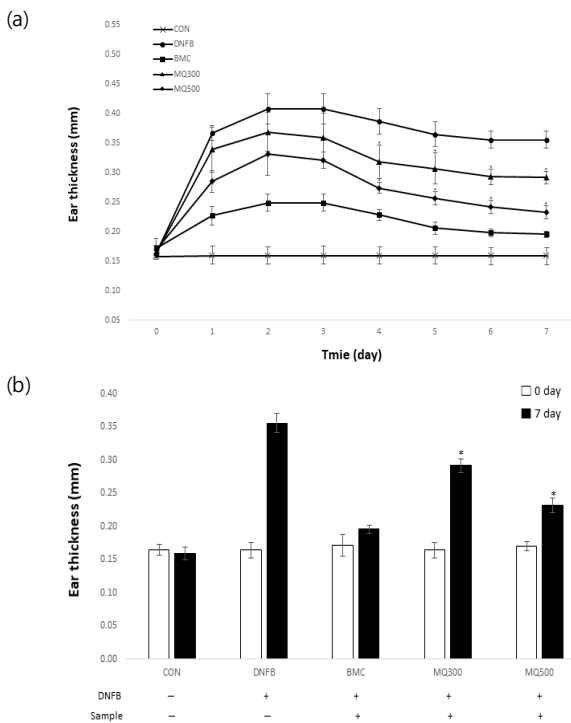 (a)
0.55
0.50
0.45
0.40
0.35
0.30
0.25
0.20
0.15
0.10
0.05
Ear thickness (mm)
CON
DNFB
BMC
MQ300
MQ500
0 1 2 3 4 5 6 7
Tmie (day)
(b)
0.40
0.35
0.30
0.25
0.20
0.15
0.10
0.05
0.00
Ear thickness (mm)
0 day
7 day
* *
CON DNFB BMC MQ300 MQ500
DNFB – + + + +
Sample – – + + +